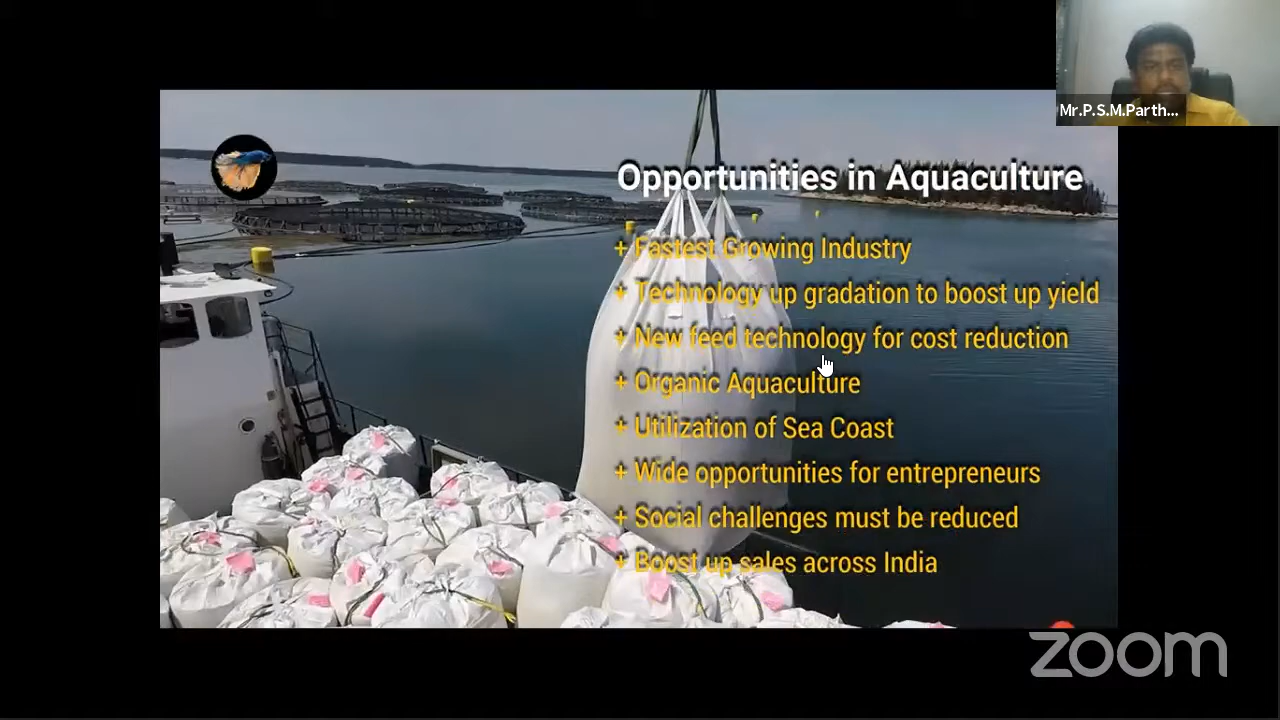 Mr.P.S.M.Parth...
Opportunities in Aquaculture
+ Fastest Growing Industry
+ Technology up gradation to boost up yield
+ New feed technology for cost reduction
+ Organic Aquaculture
+ Utilization of Sea Coast
+ Wide opportunities for entrepreneurs
+ Social challenges must be reduced
+ Boost up sales across India
zoom